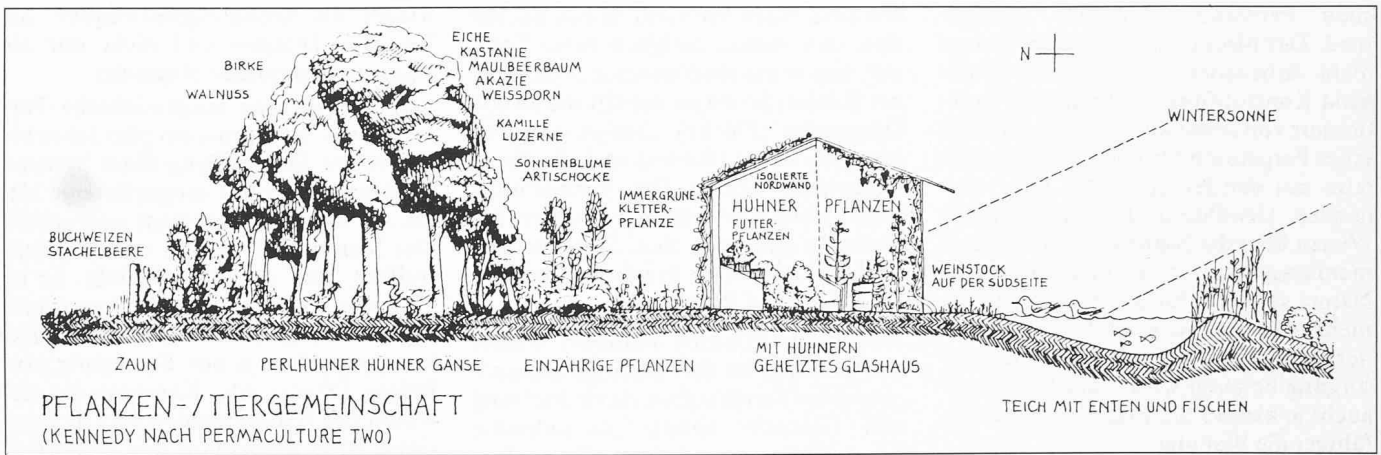 BIRKE
WALNUSS
EICHE
KASTANIE
MAULBEERBAUM
AKAZIE
WEISSDORN
KAMILLE
LUZERNE
SONNENBLUME
ARTISCHOCKE
IMMERGRÜNE
KLETTER-
PFLANZE
BUCHWEIZEN
STACHELBEERE
ISOLIERTE
NORDWAND
HÜHNER
FUTTER-
PFLANZEN
PFLANZEN
N
WINTERSONNE
WEINSTOCK
AUF DER SÜDSEITE
ZAUN
PERLHÜHNER HÜHNER GÄNSE
EINJÄHRIGE PFLANZEN
MIT HÜHNERN
GEHEIZTES GLASHAUS
TEICH MIT ENTEN UND FISCHEN
PFLANZEN-/TIERGEMEINSCHAFT
(KENNEDY NACH PERMACULTURE TWO)